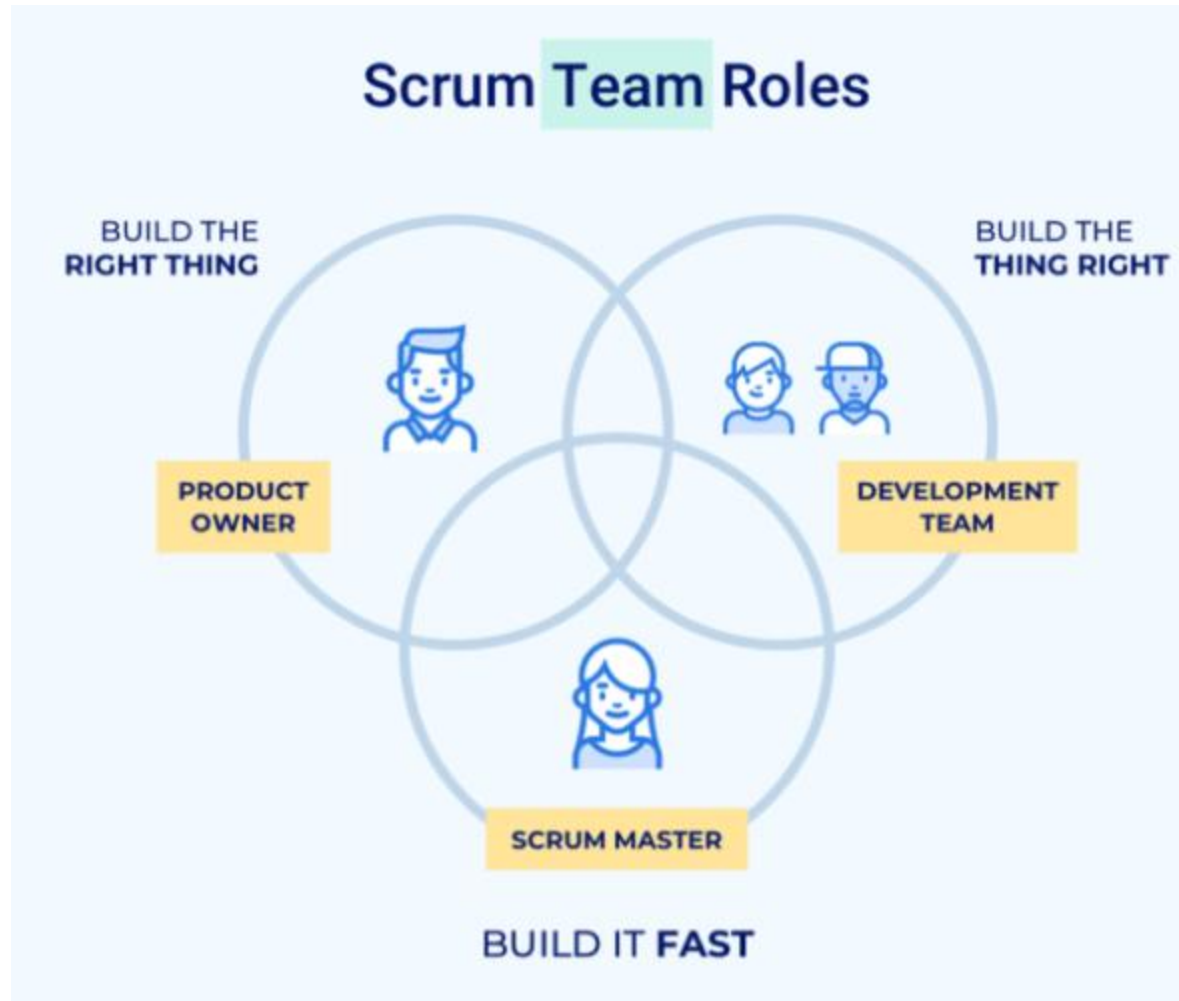 Scrum Team Roles
BUILD THE
RIGHT THING
BUILD THE
THING RIGHT
PRODUCT
OWNER
DEVELOPMENT
TEAM
SCRUM MASTER
BUILD IT FAST